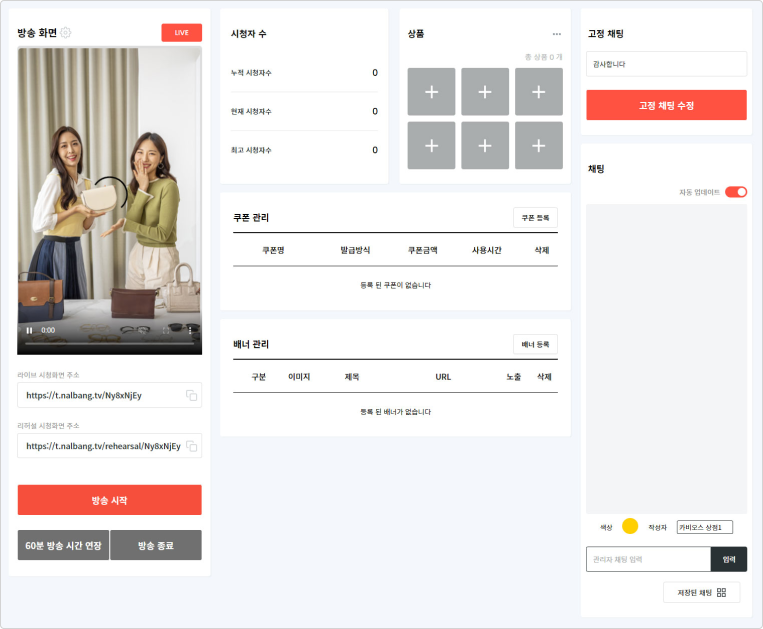 방송 화면
LIVE
0:00
라이브 시청화면 주소
https://t.nalbang.tv/Ny8xNjEy
리허설 시청화면 주소
https://t.nalbang.tv/rehearsal/Ny8xNjEy
방송 시작
60분 방송 시간 연장
방송 종료
시청자 수
누적 시청자수 0
현재 시청자수 0
최고 시청자수 0
상품
총 상품 0 개
쿠폰 관리
쿠폰 등록
쿠폰명 발급방식 쿠폰금액 사용시간 삭제
등록 된 쿠폰이 없습니다
배너 관리
배너 등록
구분 이미지 제목 URL 노출 삭제
등록 된 배너가 없습니다
고정 채팅
감사합니다
고정 채팅 수정
채팅
자동 업데이트
색상 작성자 카비오스 상점1
관리자 채팅 입력 입력
저장된 채팅